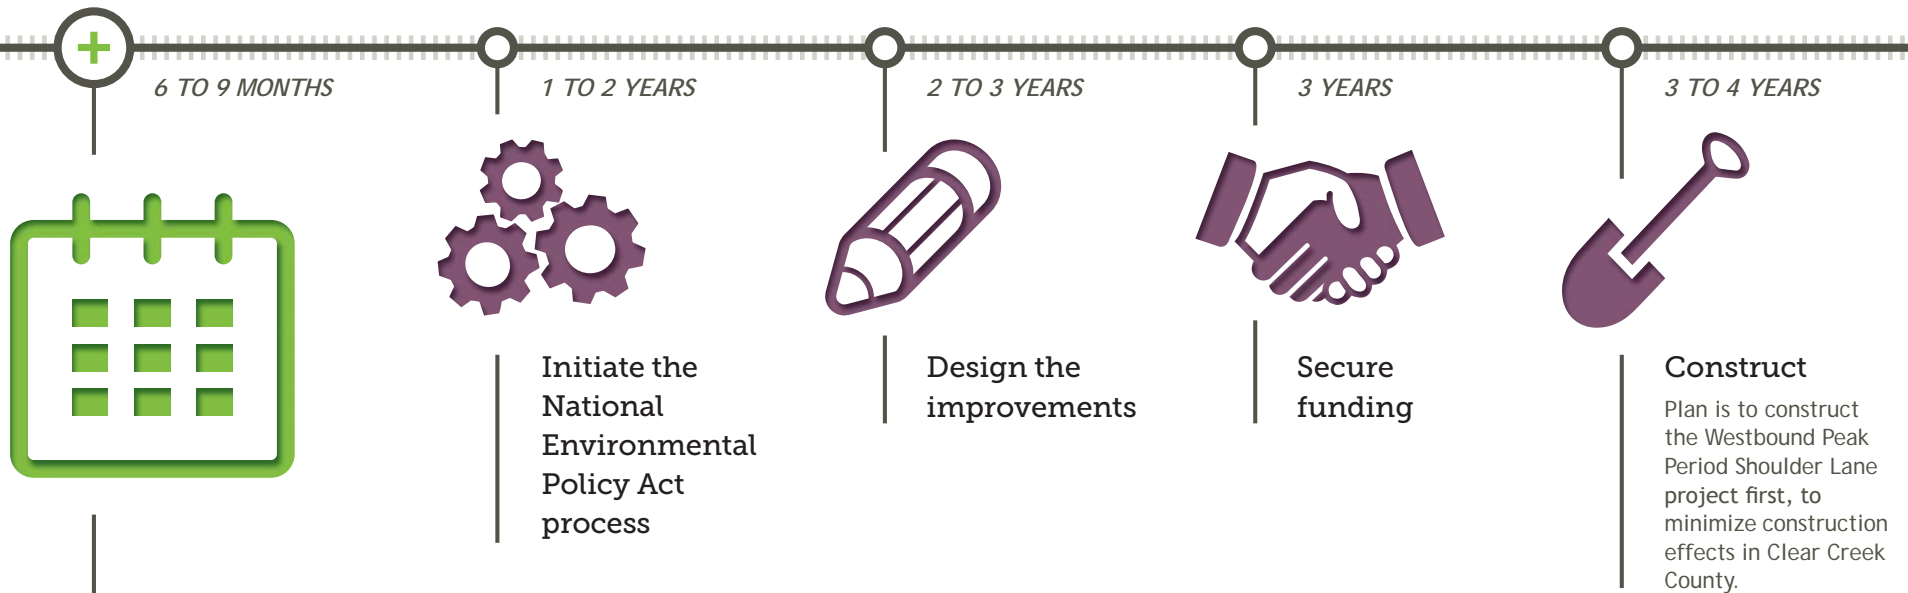 6 TO 9 MONTHS
1 TO 2 YEARS
2 TO 3 YEARS
3 YEARS
3 TO 4 YEARS
Initiate the
National
Environmental
Policy Act
process
Design the
improvements
Secure
funding
Construct
Plan is to construct
the Westbound Peak
Period Shoulder Lane
project first, to
minimize construction
effects in Clear Creek
County.